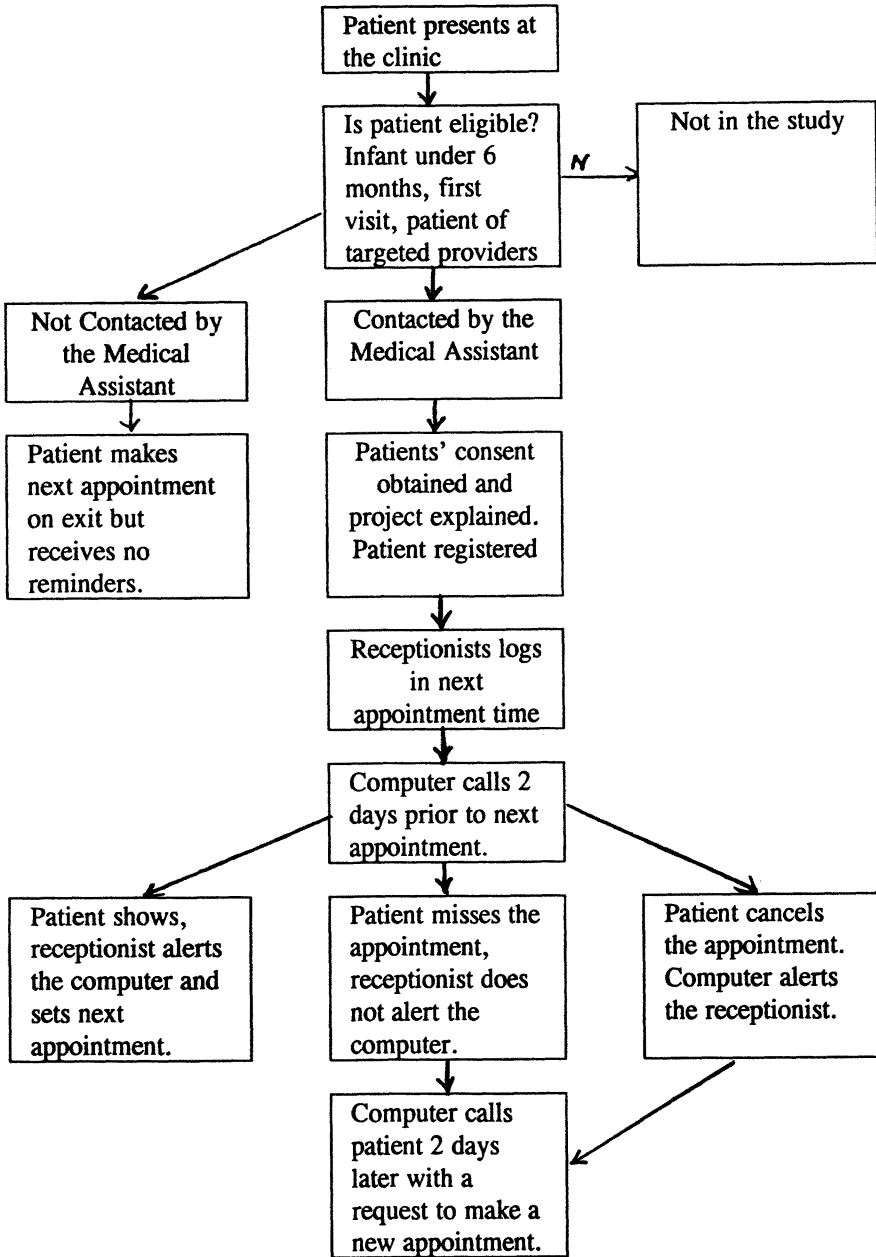 Patient presents at
the clinic
Is patient eligible?
Infant under 6
months, first
visit, patient of
targeted providers
N
Not in the study
Not Contacted by
the Medical
Assistant
Contacted by the
Medical Assistant
Patient makes
next appointment
on exit but
receives no
reminders.
Patients' consent
obtained and
project explained.
Patient registered
Receptionists logs
in next
appointment time
Computer calls 2
days prior to next
appointment.
Patient shows,
receptionist alerts
the computer and
sets next
appointment.
Patient misses the
appointment,
receptionist does
not alert the
computer.
Patient cancels
the appointment.
Computer alerts
the receptionist.
Computer calls
patient 2 days
later with a
request to make a
new appointment.